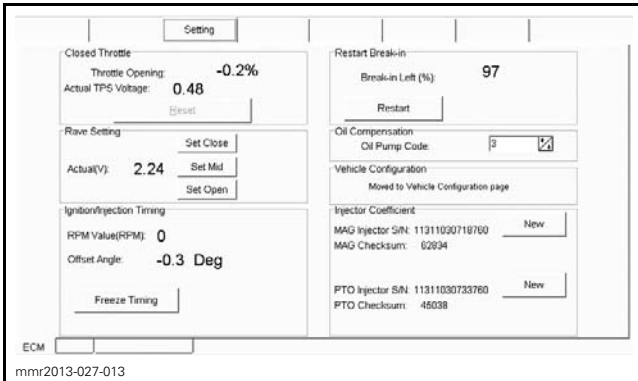 Setting
Closed Throttle
Throttle Opening: -0.2%
Actual TPS Voltage: 0.48
Reset
Rave Setting
Set Close
Actual(V): 2.24 Set Mid
Set Open
Ignition/Injection Timing
RPM Value(RPM): 0
Offset Angle: -0.3 Deg
Freeze Timing
Restart Break-in
Break-in Left (%): 97
Restart
Oil Compensation
Oil Pump Code: 3
Vehicle Configuration
Moved to Vehicle Configuration page
Injector Coefficient
MAG Injector S/N: 11311030718760 New
MAG Checksum: 62834
PTO Injector S/N: 11311030733760 New
PTO Checksum: 45038
ECM
mmr2013-027-013